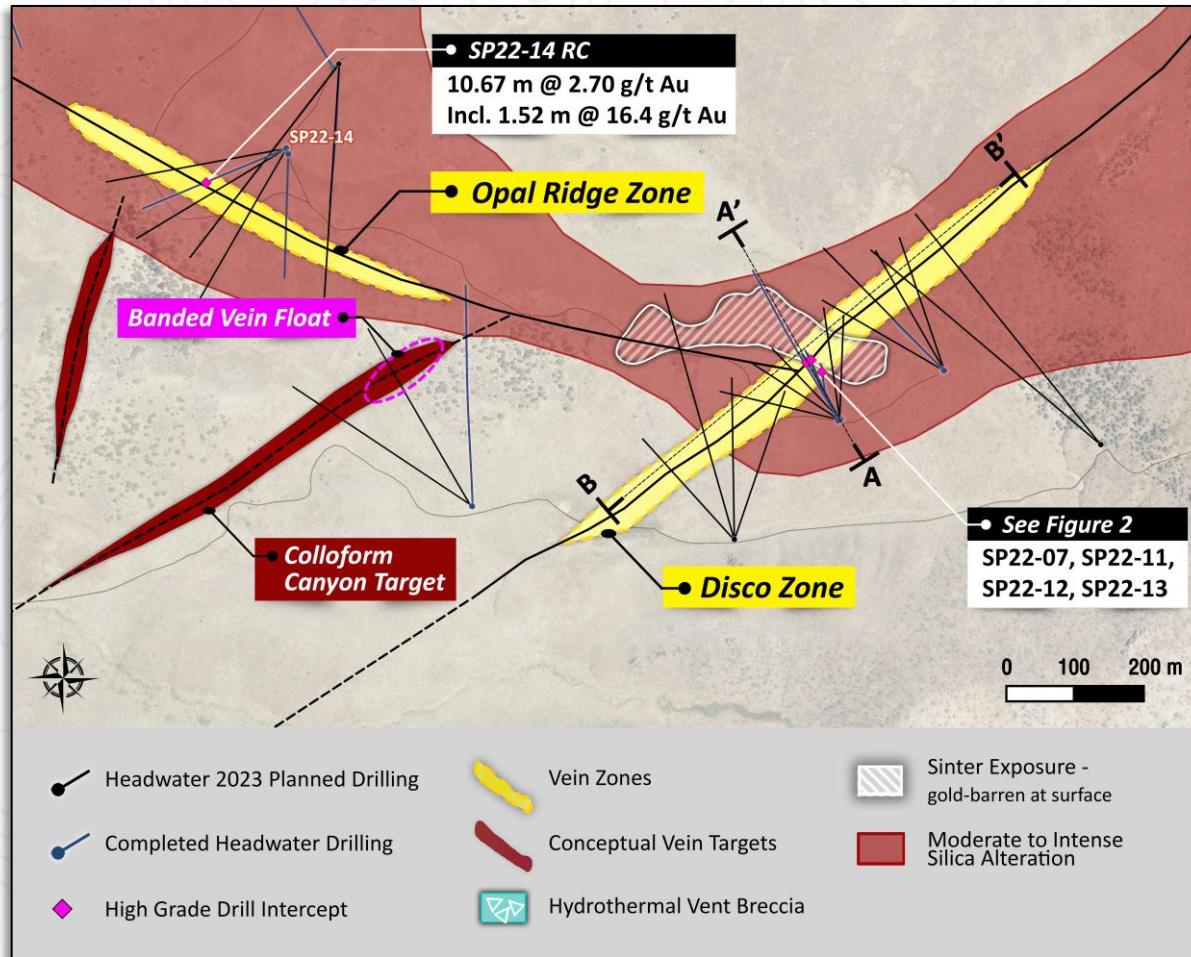 SP22-14 RC
10.67 m @ 2.70 g/t Au
Incl. 1.52 m @ 16.4 g/t Au
SP22-14
Opal Ridge Zone
B'
A'
Banded Vein Float
B
A
Colloform
Canyon Target
Disco Zone
See Figure 2
SP22-07, SP22-11,
SP22-12, SP22-13
0 100 200 m
Headwater 2023 Planned Drilling
Completed Headwater Drilling
High Grade Drill Intercept
Vein Zones
Conceptual Vein Targets
Hydrothermal Vent Breccia
Sinter Exposure -
gold-barren at surface
Moderate to Intense
Silica Alteration